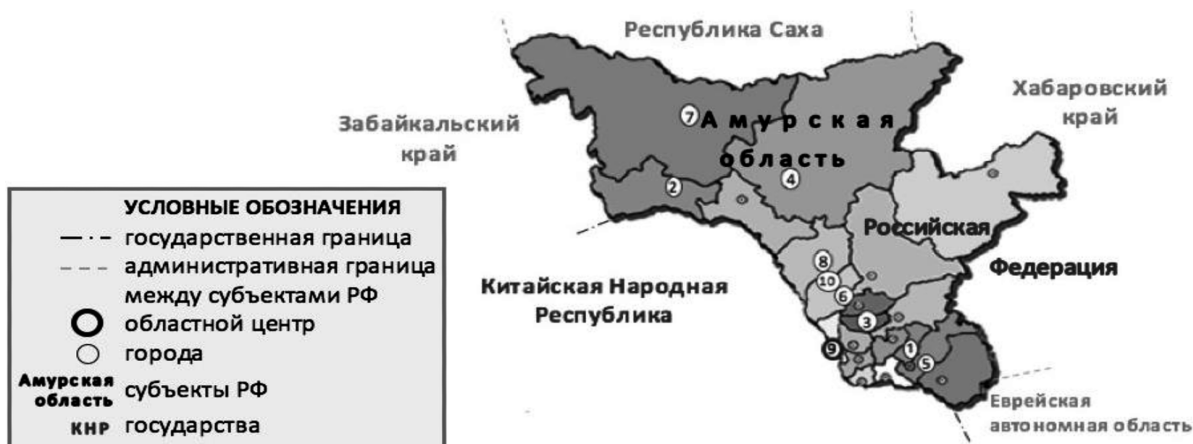 Республика Саха
Хабаровский
край
Забайкальский
край
Амурская
область
7
4
2
Российская
Федерация
8
10
6
3
9
1
5
Китайская Народная
Республика
Еврейская
автономная область
УСЛОВНЫЕ ОБОЗНАЧЕНИЯ
государственная граница
административная граница
между субъектами РФ
областной центр
города
Амурская
область
субъекты РФ
КНР государства